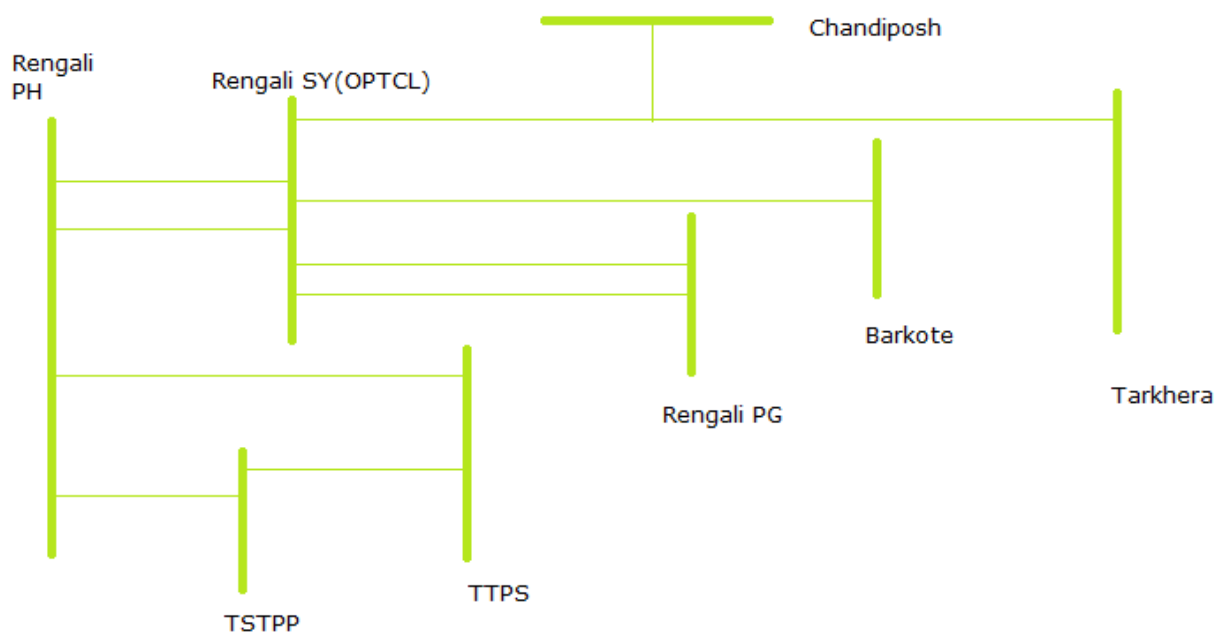 Chandiposh
Rengali
PH
Rengali SY(OPTCL)
Barkote
Tarkhera
Rengali PG
TTPS
TSTPP